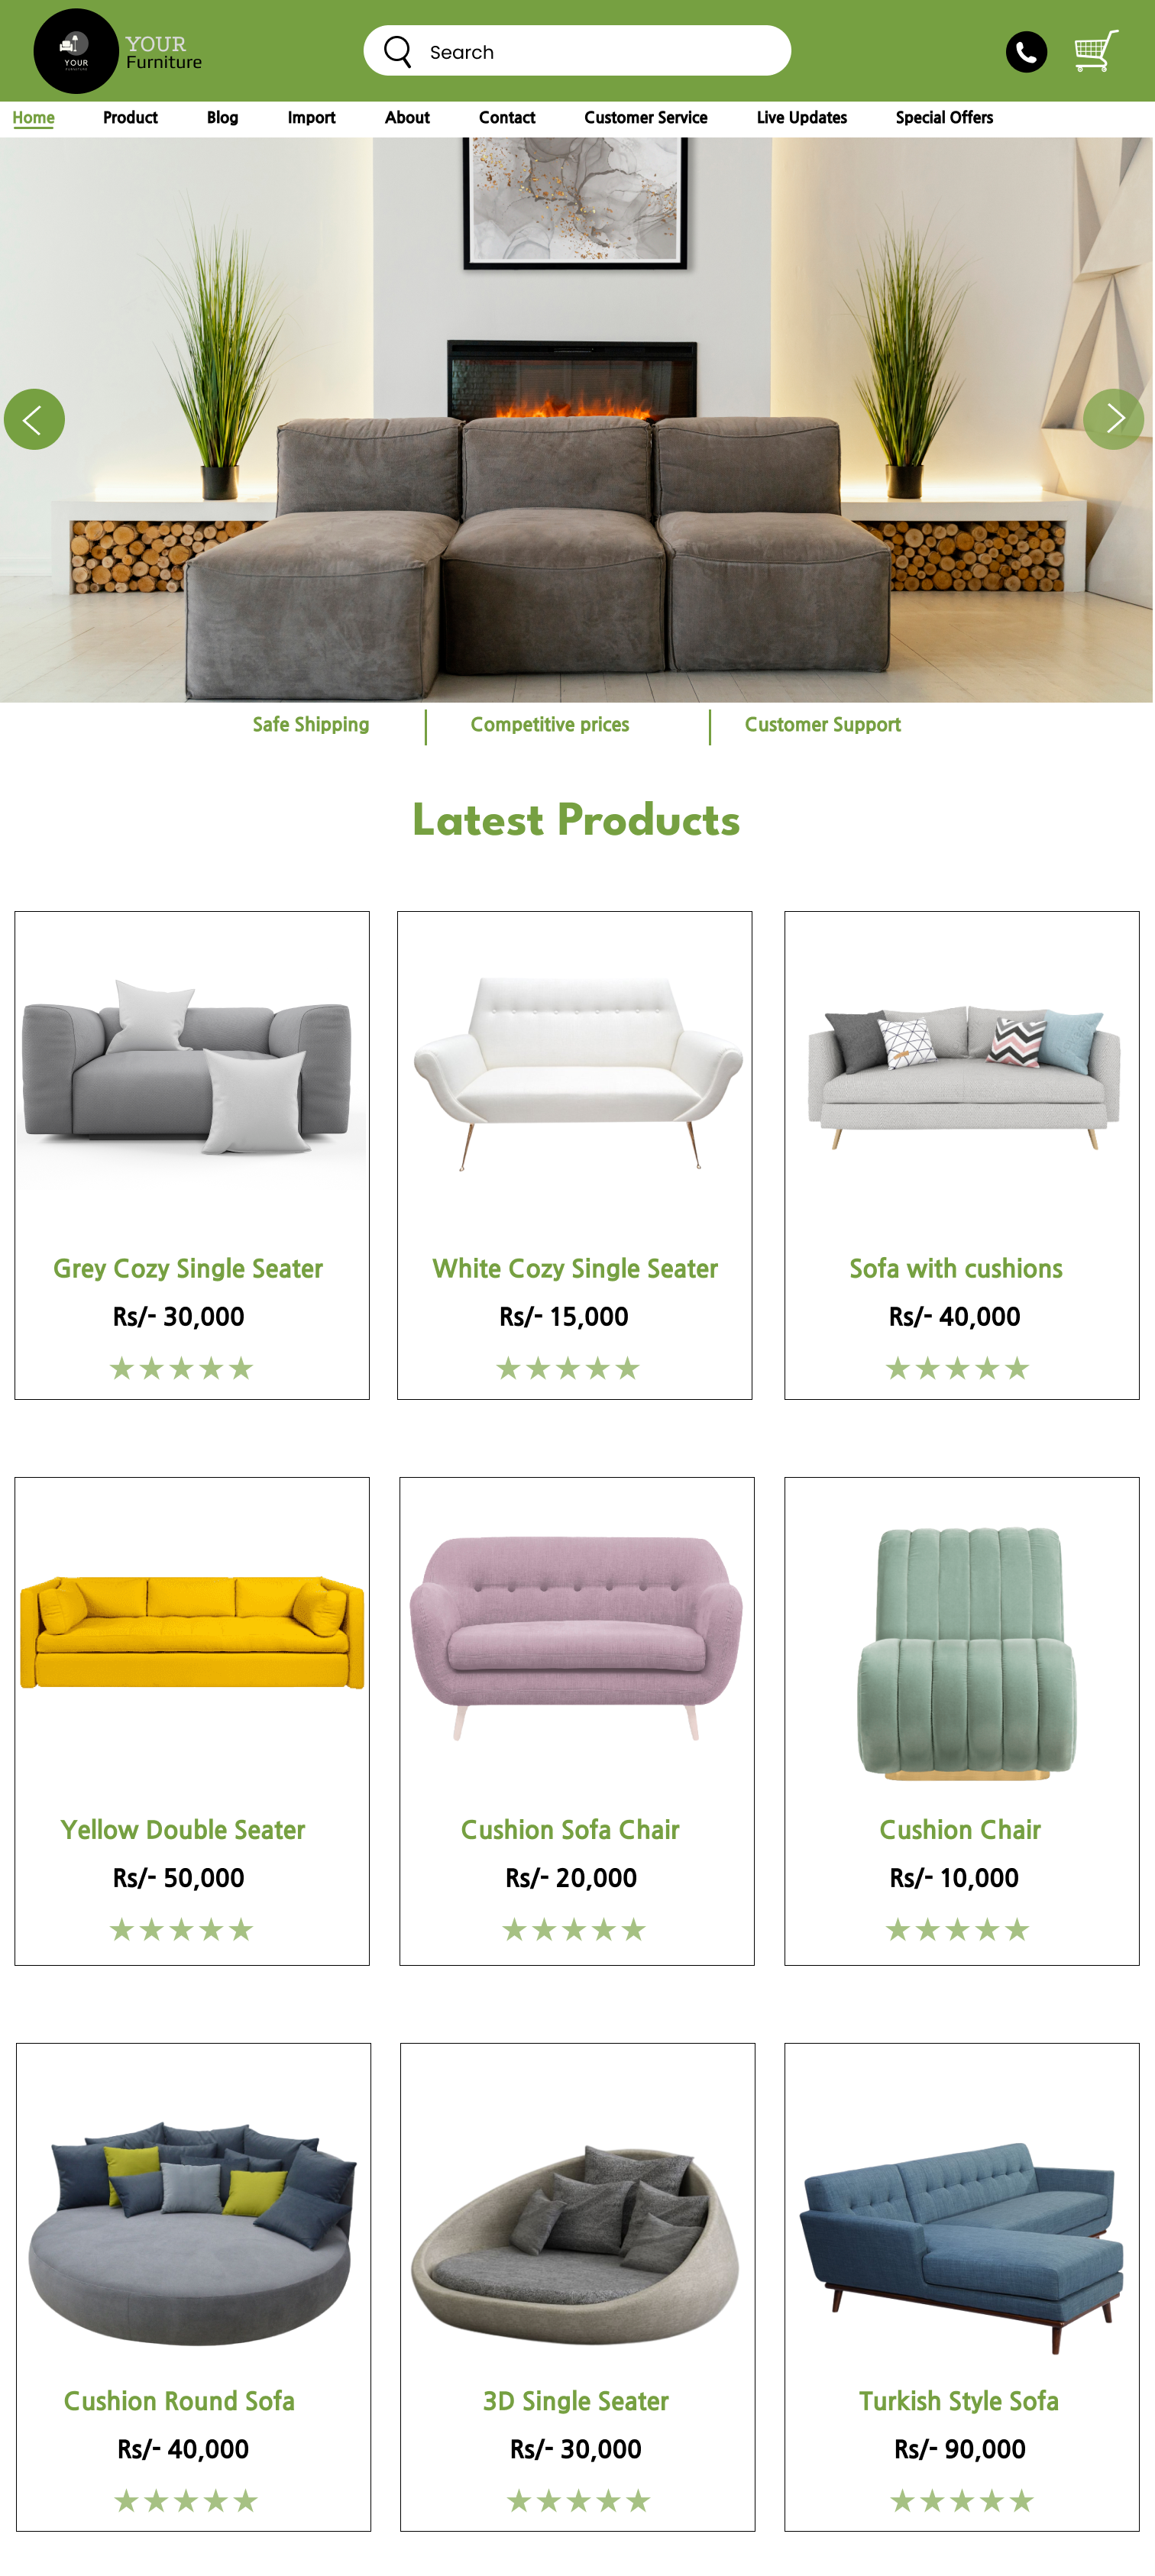 YOUR
YOUR
Furniture
Search
Home Product Blog Import About Contact Customer Service Live Updates Special Offers
Safe Shipping Competitive prices Customer Support
Latest Products
Grey Cozy Single Seater White Cozy Single Seater Sofa with cushions
Rs/- 30,000 Rs/- 15,000 Rs/- 40,000
Yellow Double Seater Cushion Sofa Chair Cushion Chair
Rs/- 50,000 Rs/- 20,000 Rs/- 10,000
Cushion Round Sofa 3D Single Seater Turkish Style Sofa
Rs/- 40,000 Rs/- 30,000 Rs/- 90,000